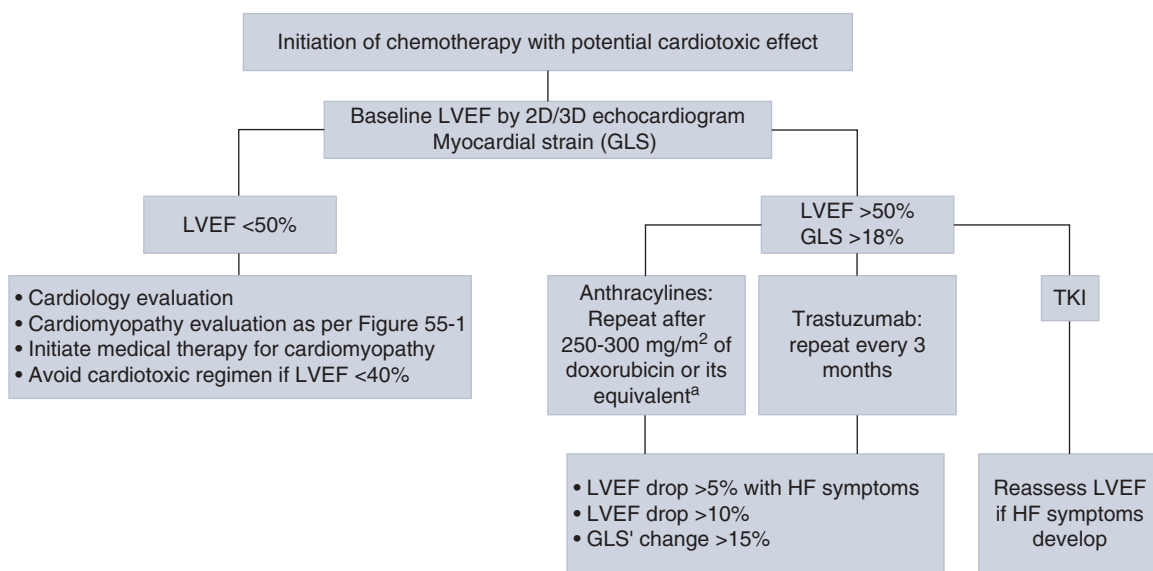 Initiation of chemotherapy with potential cardiotoxic effect
Baseline LVEF by 2D/3D echocardiogram
Myocardial strain (GLS)
LVEF <50%
LVEF >50%
GLS >18%
• Cardiology evaluation
• Cardiomyopathy evaluation as per Figure 55-1
• Initiate medical therapy for cardiomyopathy
• Avoid cardiotoxic regimen if LVEF <40%
Anthracylines:
Repeat after
250-300 mg/m² of
doxorubicin or its
equivalentᵃ
Trastuzumab:
repeat every 3
months
TKI
• LVEF drop >5% with HF symptoms
• LVEF drop >10%
• GLS' change >15%
Reassess LVEF
if HF symptoms
develop